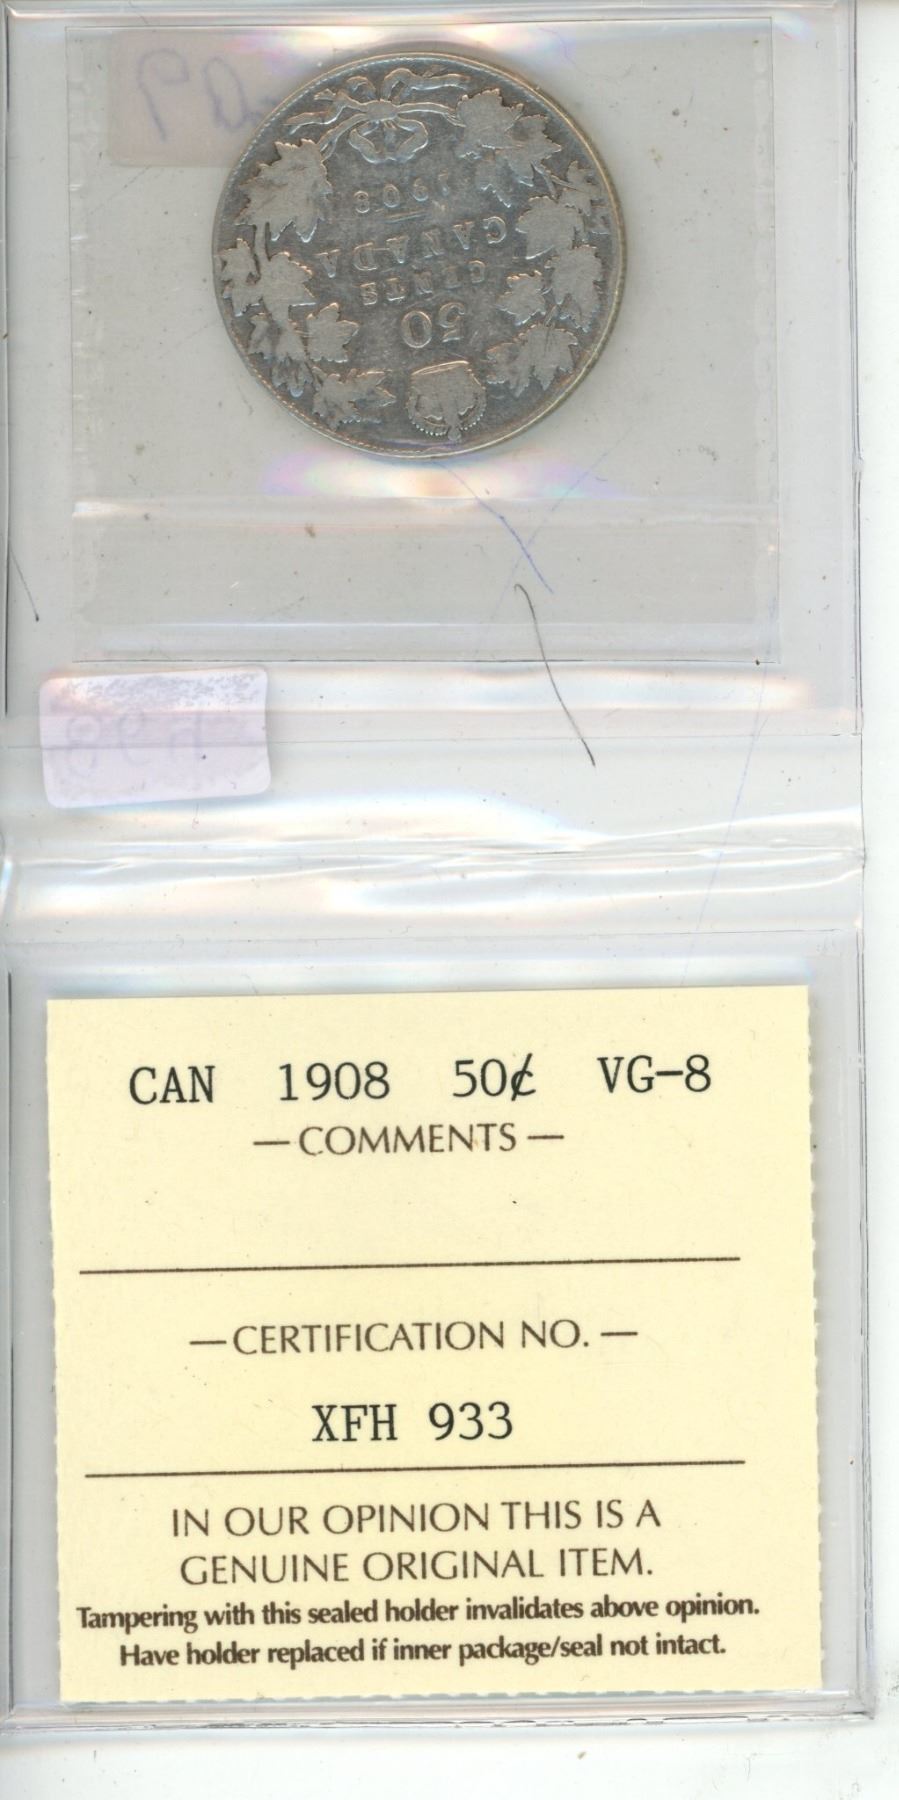 50
CENTS
CANADA
1908
CAN 1908 50¢ VG-8
— COMMENTS —
— CERTIFICATION NO. —
XFH 933
IN OUR OPINION THIS IS A
GENUINE ORIGINAL ITEM.
Tampering with this sealed holder invalidates above opinion.
Have holder replaced if inner package/seal not intact.